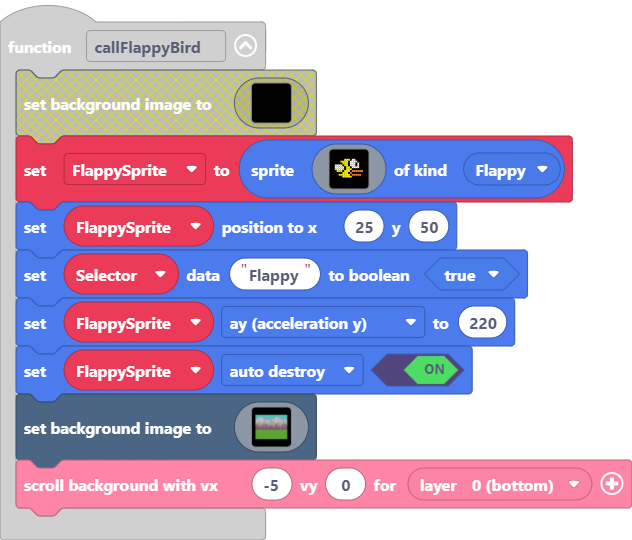 function callFlappyBird
set background image to
set FlappySprite to sprite of kind Flappy
set FlappySprite position to x 25 y 50
set Selector data "Flappy" to boolean true
set FlappySprite ay (acceleration y) to 220
set FlappySprite auto destroy ON
set background image to
scroll background with vx -5 vy 0 for layer 0 (bottom)